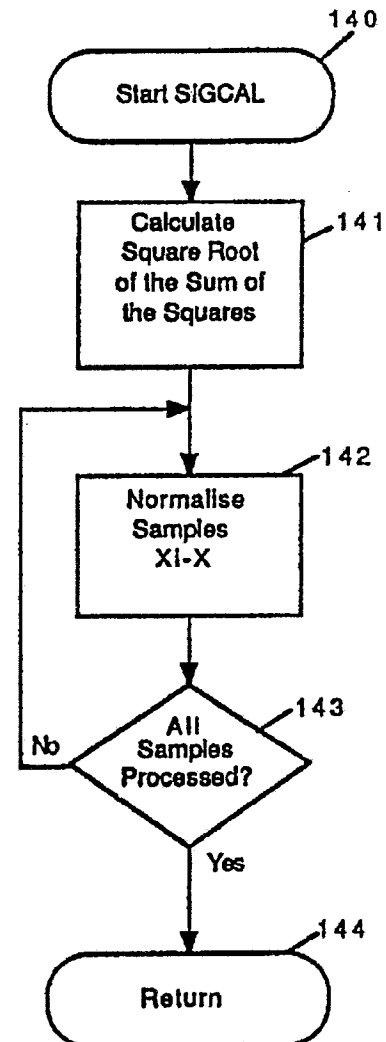 140
Start SIGCAL
Calculate
Square Root
of the Sum of
the Squares
141
142
Normalise
Samples
XI-X
143
All
Samples
Processed?
No
Yes
144
Return